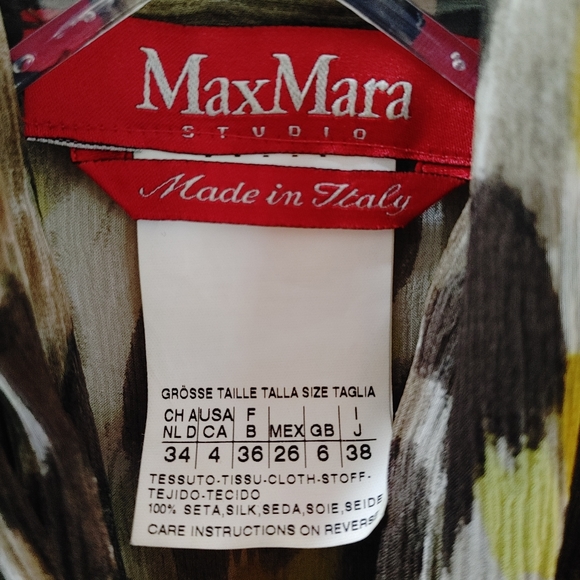 MaxMara
STUDIO
Made in Italy
GRÖSSE TAILLE TALLA SIZE TAGLIA
CH A USA F I
NL D CA B MEX GB J
34 4 36 26 6 38
TESSUTO-TISSU-CLOTH-STOFF-
TEJIDO-TECIDO
100% SETA,SILK,SEDA,SOIE,SEIDE
CARE INSTRUCTIONS ON REVERSE